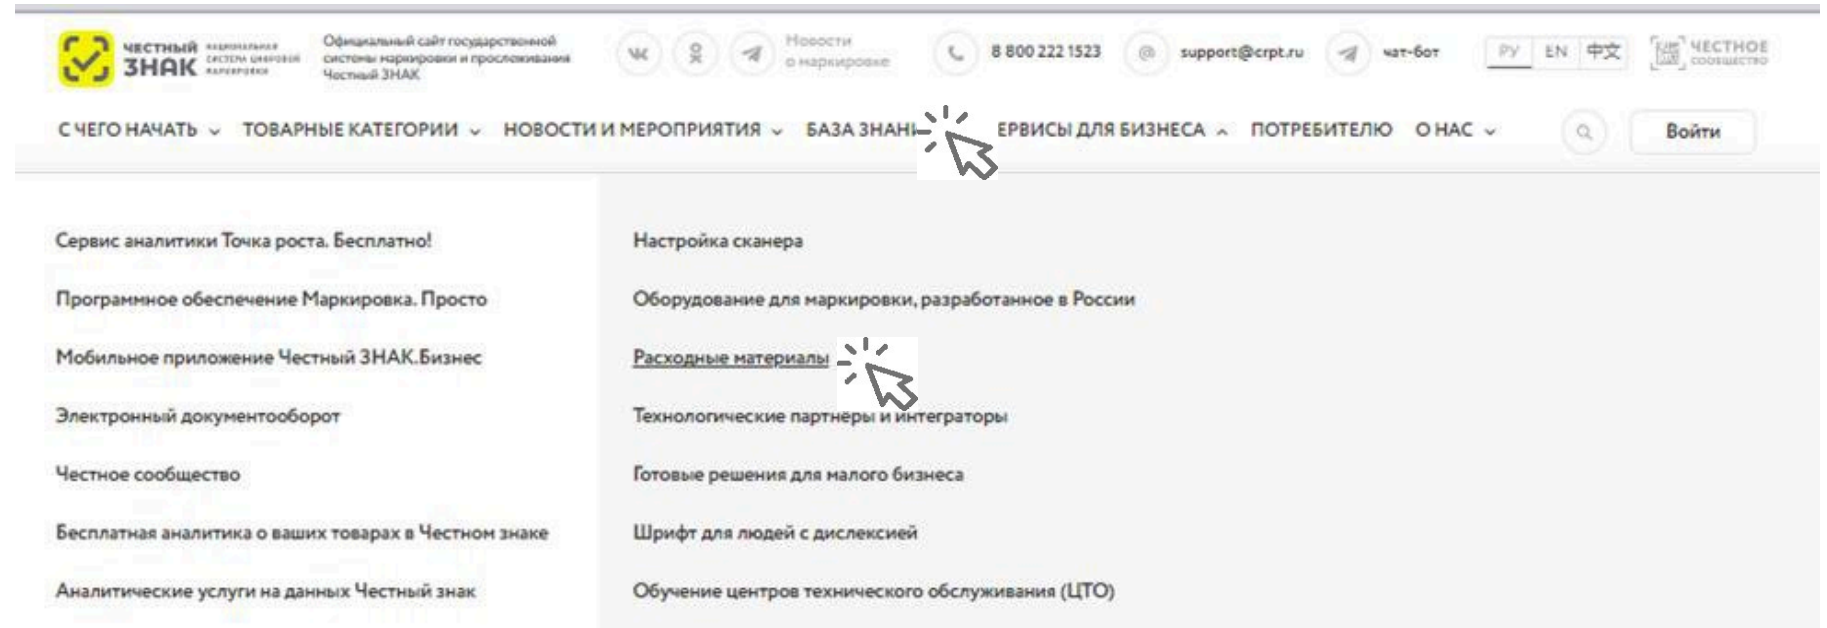 ЧЕСТНЫЙ ЗНАК
НАЦИОНАЛЬНАЯ СИСТЕМА ЦИФРОВОЙ МАРКИРОВКИ
Официальный сайт государственной
системы маркировки и прослеживания
Честный ЗНАК
Новости
о маркировке
8 800 222 1523
@
support@crpt.ru
чат-бот
РУ EN 中文
ЧЕСТНОЕ
СООБЩЕСТВО
С ЧЕГО НАЧАТЬ ТОВАРНЫЕ КАТЕГОРИИ НОВОСТИ И МЕРОПРИЯТИЯ БАЗА ЗНАНИ ЕРВИСЫ ДЛЯ БИЗНЕСА ПОТРЕБИТЕЛЮ О НАС Войти
Сервис аналитики Точка роста. Бесплатно!
Программное обеспечение Маркировка. Просто
Мобильное приложение Честный ЗНАК.Бизнес
Электронный документооборот
Честное сообщество
Бесплатная аналитика о ваших товарах в Честном знаке
Аналитические услуги на данных Честный знак
Настройка сканера
Оборудование для маркировки, разработанное в России
Расходные материалы
Технологические партнеры и интеграторы
Готовые решения для малого бизнеса
Шрифт для людей с дислексией
Обучение центров технического обслуживания (ЦТО)